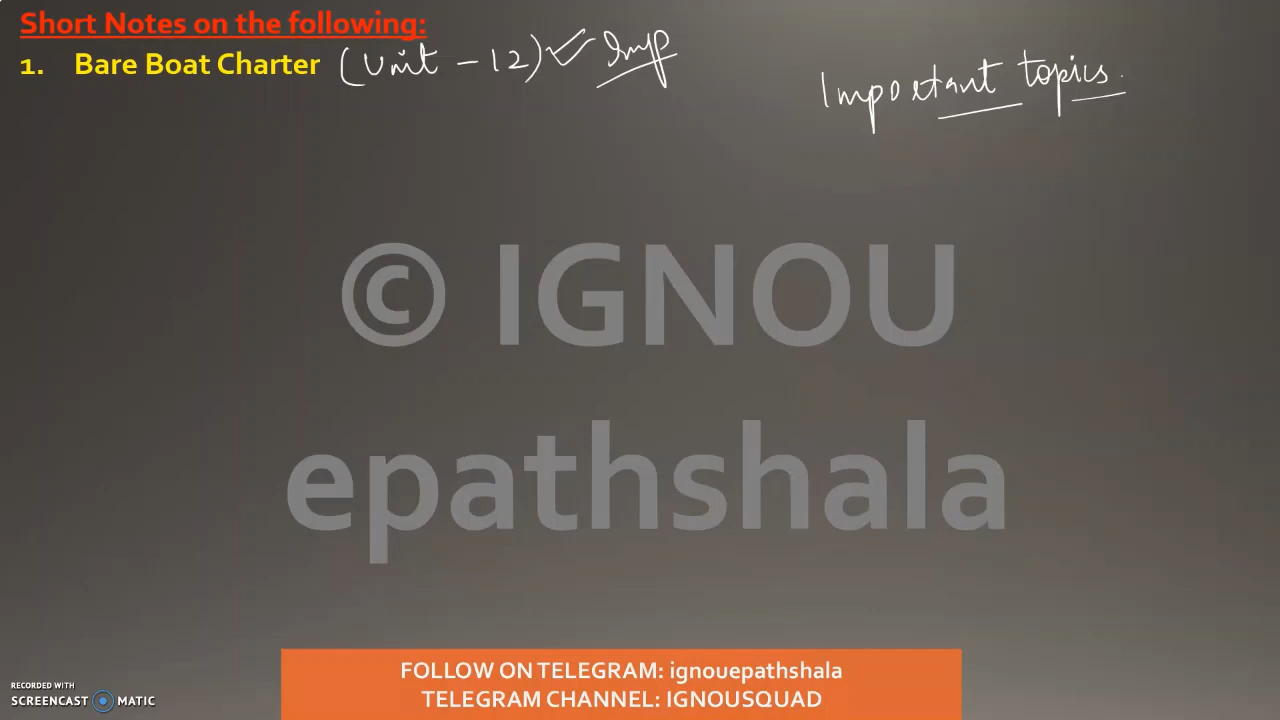 Short Notes on the following:
1. Bare Boat Charter (Unit - 12) ✓ Imp
Important topics.
© IGNOU
epathshala
FOLLOW ON TELEGRAM: ignouepathshala
TELEGRAM CHANNEL: IGNOUSQUAD
RECORDED WITH
SCREENCAST MATIC